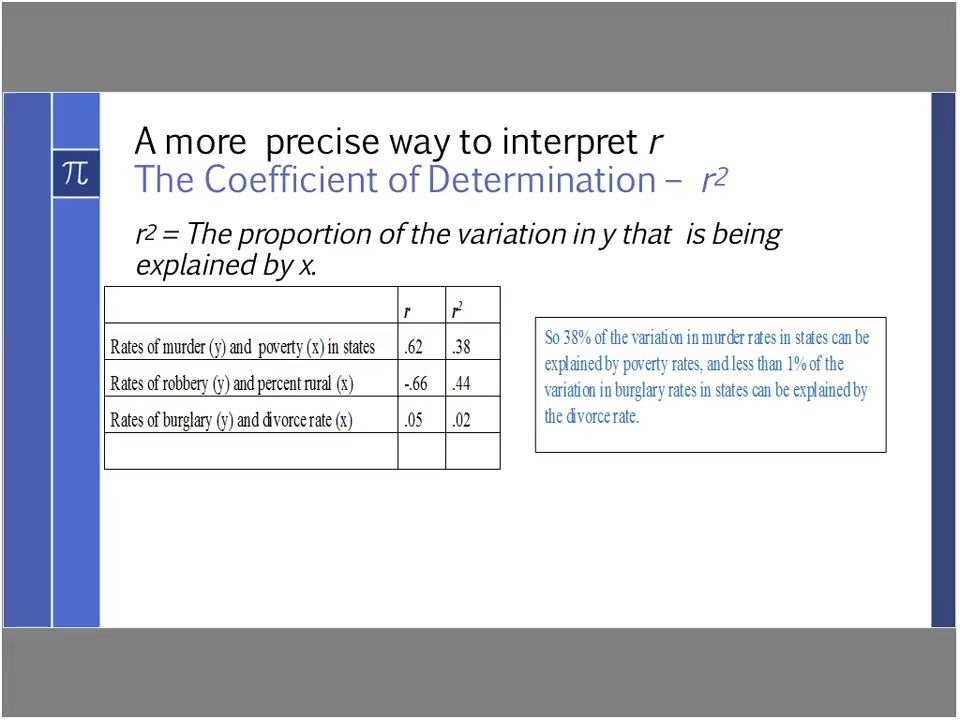 A more precise way to interpret r
π
The Coefficient of Determination – r2
r2 = The proportion of the variation in y that is being
explained by x.
r r²
Rates of murder (y) and poverty (x) in states .62 .38
Rates of robbery (y) and percent rural (x) -.66 .44
Rates of burglary (y) and divorce rate (x) .05 .02
So 38% of the variation in murder rates in states can be
explained by poverty rates, and less than 1% of the
variation in burglary rates in states can be explained by
the divorce rate.